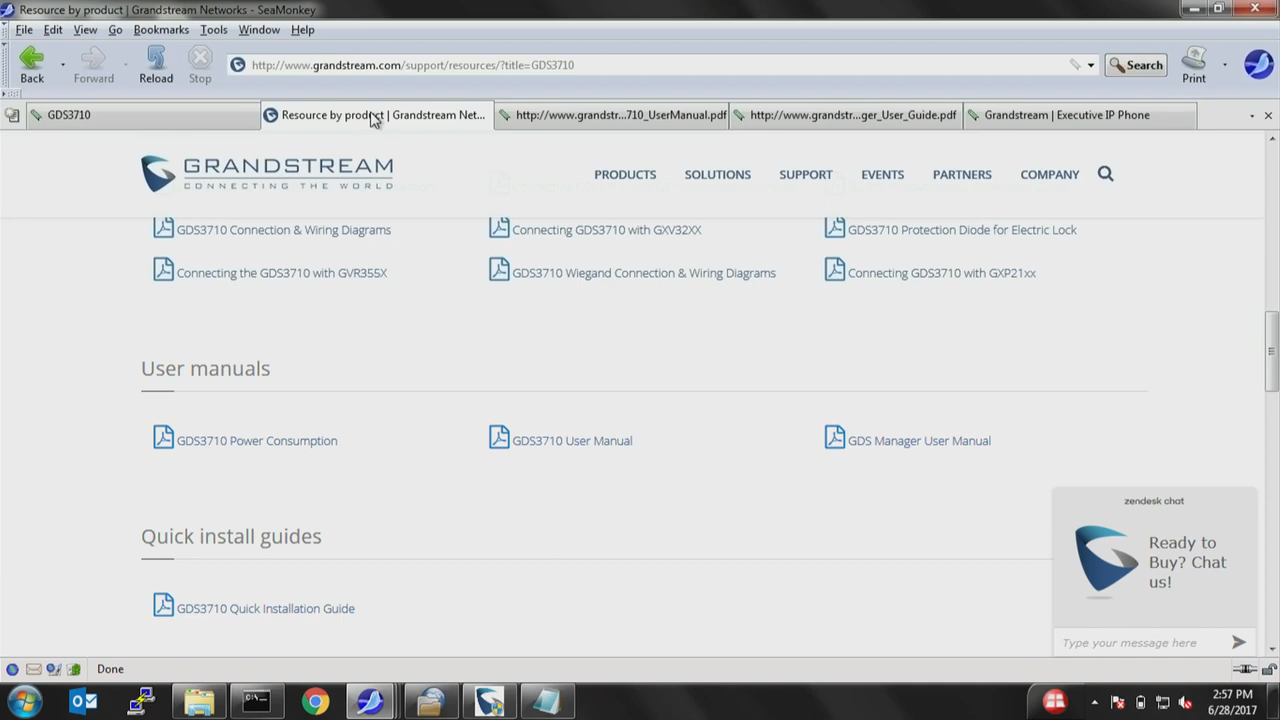 Resource by product | Grandstream Networks - SeaMonkey
File Edit View Go Bookmarks Tools Window Help
Back Forward Reload Stop http://www.grandstream.com/support/resources/?title=GDS3710 Search Print
GDS3710 Resource by product | Grandstream Net... http://www.grandstr...710_UserManual.pdf http://www.grandstr...ger_User_Guide.pdf Grandstream | Executive IP Phone
GRANDSTREAM
CONNECTING THE WORLD
PRODUCTS SOLUTIONS SUPPORT EVENTS PARTNERS COMPANY
GDS3710 Connection & Wiring Diagrams Connecting GDS3710 with GXV32XX GDS3710 Protection Diode for Electric Lock
Connecting the GDS3710 with GVR355X GDS3710 Wiegand Connection & Wiring Diagrams Connecting GDS3710 with GXP21xx
User manuals
GDS3710 Power Consumption GDS3710 User Manual GDS Manager User Manual
Quick install guides
GDS3710 Quick Installation Guide
zendesk chat
Ready to
Buy? Chat
us!
Type your message here
Done
2:57 PM
6/28/2017